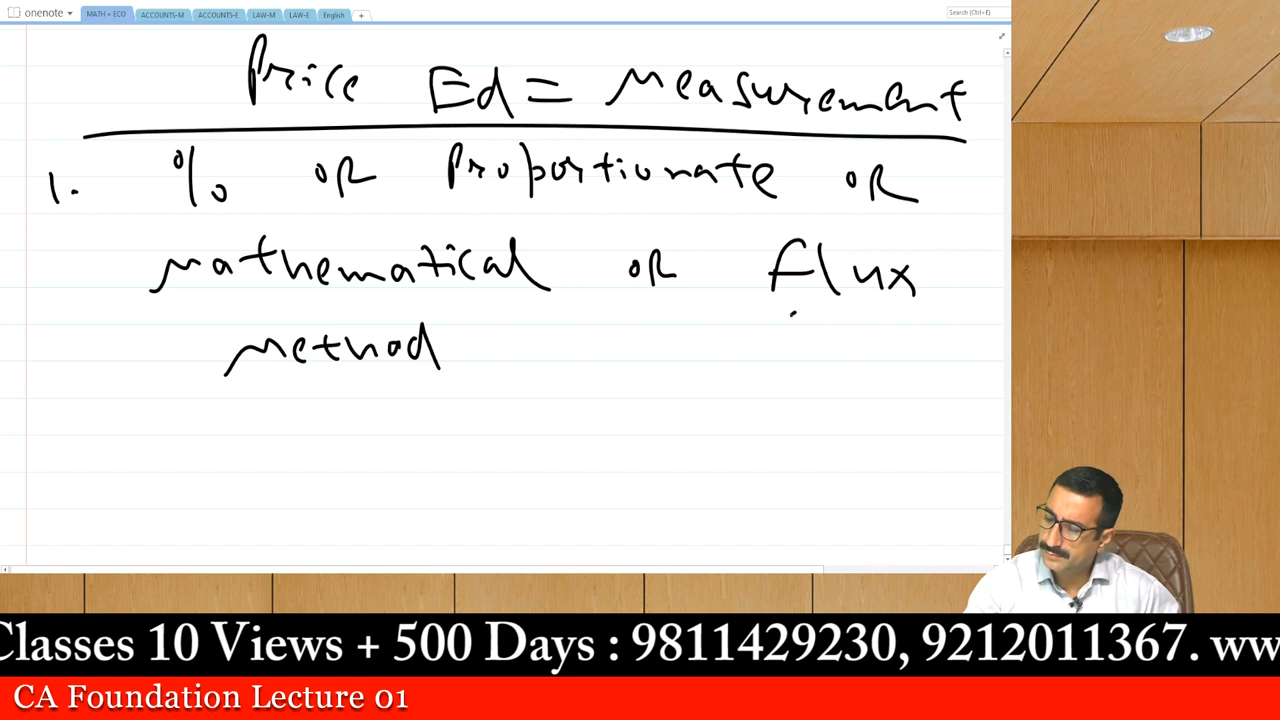 onenote MATH + ECO ACCOUNTS-M ACCOUNTS-E LAW-M LAW-E English + Search (Ctrl+E)
Price Ed = Measurement
1. % OR Proportionate OR
mathematical OR flux
method
Classes 10 Views + 500 Days : 9811429230, 9212011367. ww
CA Foundation Lecture 01